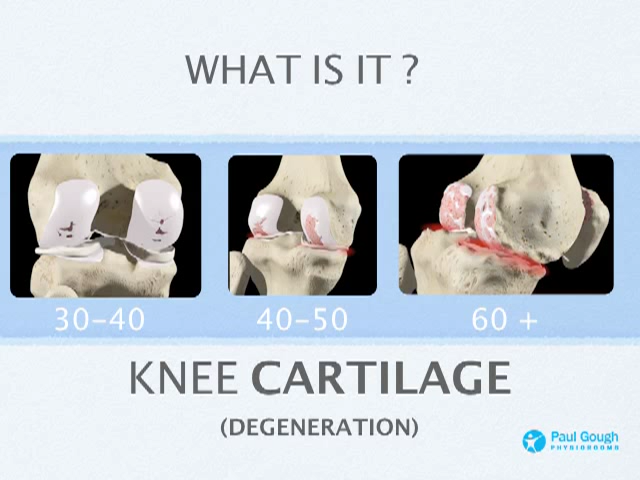 WHAT IS IT ?
30-40
40-50
60 +
KNEE CARTILAGE
(DEGENERATION)
Paul Gough
PHYSIOROOMS